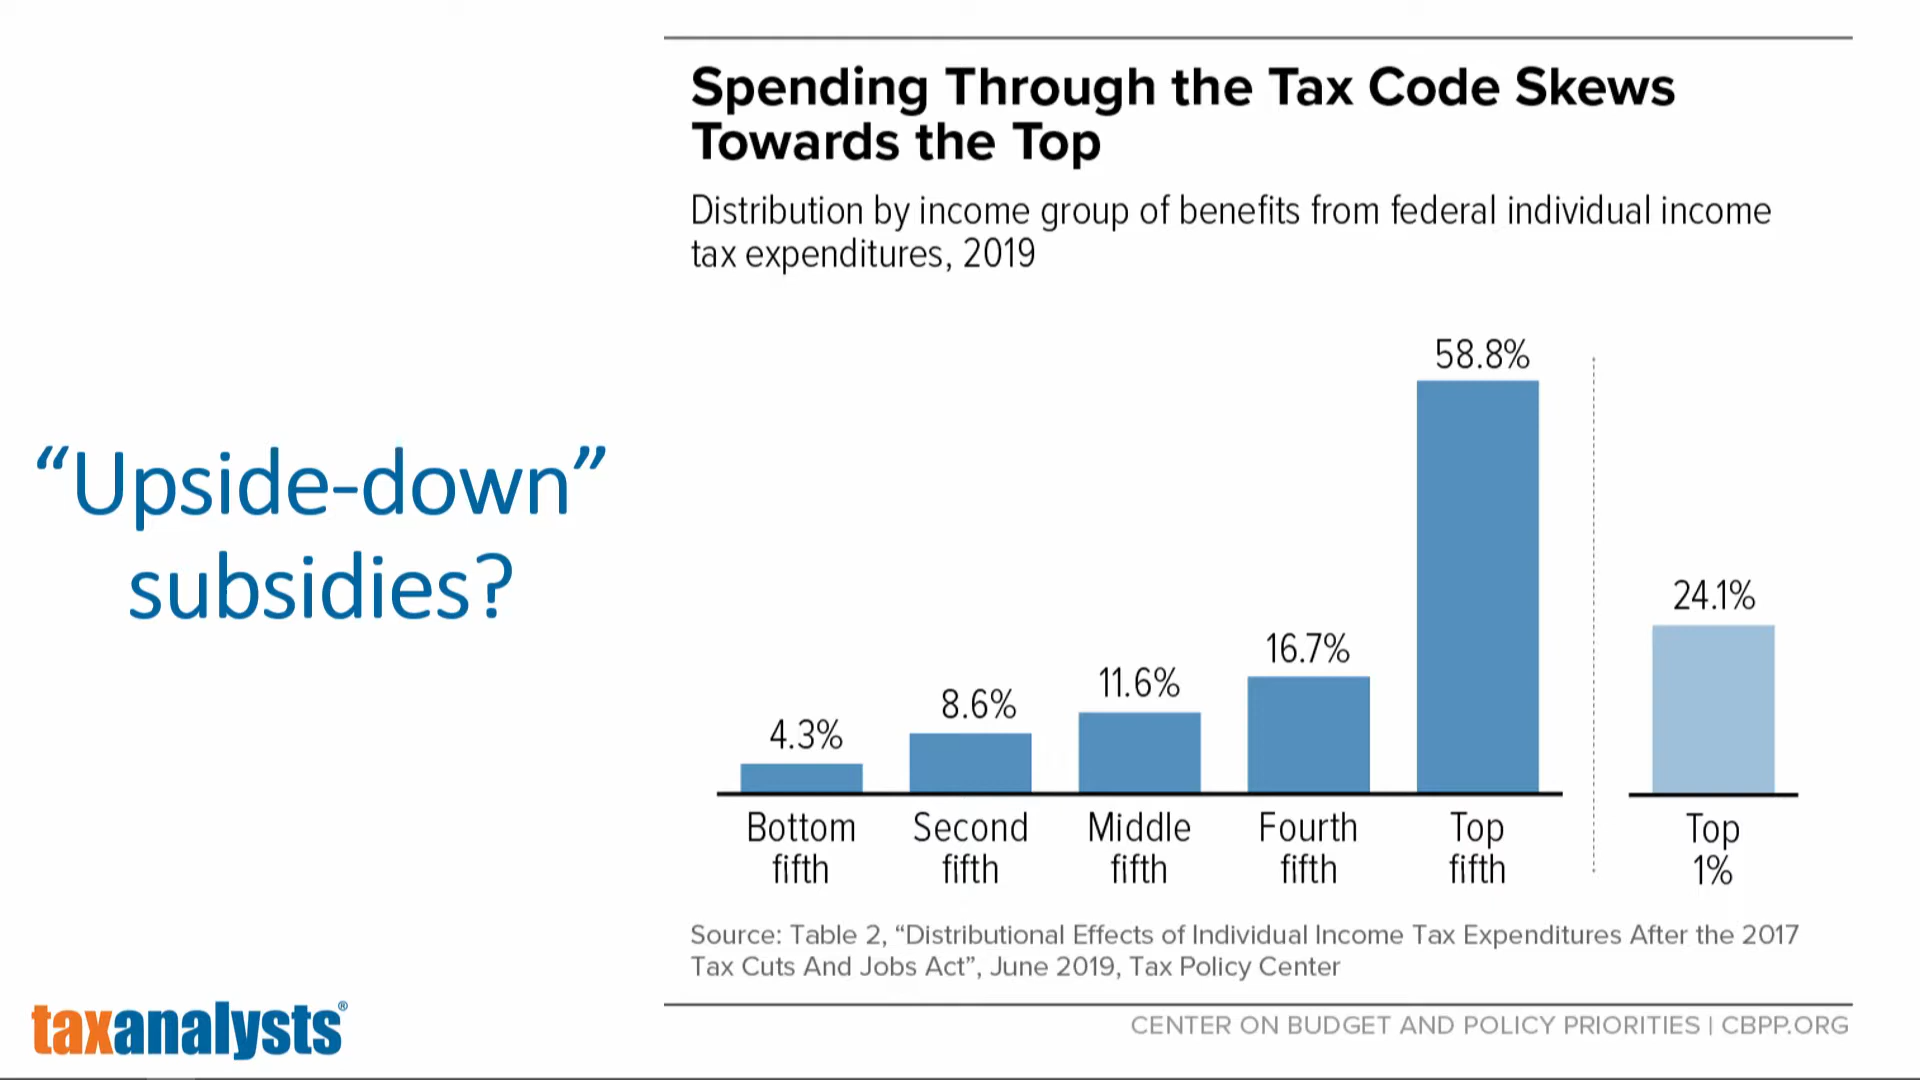 Spending Through the Tax Code Skews
Towards the Top
Distribution by income group of benefits from federal individual income
tax expenditures, 2019
“Upside-down”
subsidies?
4.3%
8.6%
11.6%
16.7%
58.8%
24.1%
Bottom
fifth
Second
fifth
Middle
fifth
Fourth
fifth
Top
fifth
Top
1%
Source: Table 2, “Distributional Effects of Individual Income Tax Expenditures After the 2017
Tax Cuts And Jobs Act”, June 2019, Tax Policy Center
taxanalysts®
CENTER ON BUDGET AND POLICY PRIORITIES | CBPP.ORG